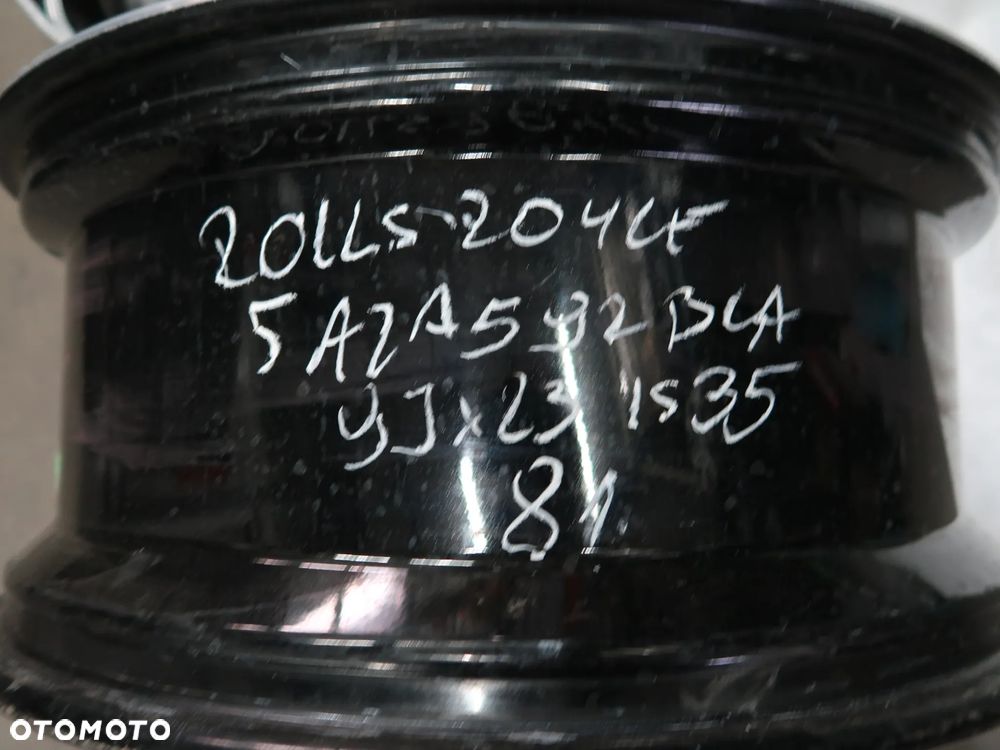 ROLLS-ROYCE
5A2A592BCA
9Jx23 IS35
81
OTOMOTO